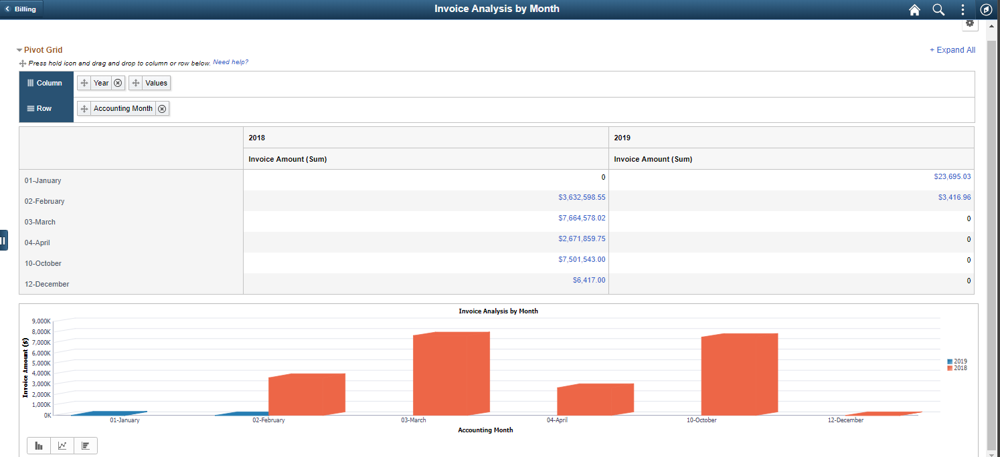 Billing
Invoice Analysis by Month
Pivot Grid
+ Expand All
Press hold icon and drag and drop to column or row below. Need help?
Column Year Values
Row Accounting Month
2018 2019
Invoice Amount (Sum) Invoice Amount (Sum)
01-January 0 $23,695.03
02-February $3,632,598.55 $3,416.96
03-March $7,664,578.02 0
04-April $2,671,859.75 0
10-October $7,501,543.00 0
12-December $6,417.00 0
Invoice Analysis by Month
Invoice Amount ($)
9,000K
8,000K
7,000K
6,000K
5,000K
4,000K
3,000K
2,000K
1,000K
0K
2019
2018
01-January 02-February 03-March 04-April 10-October 12-December
Accounting Month